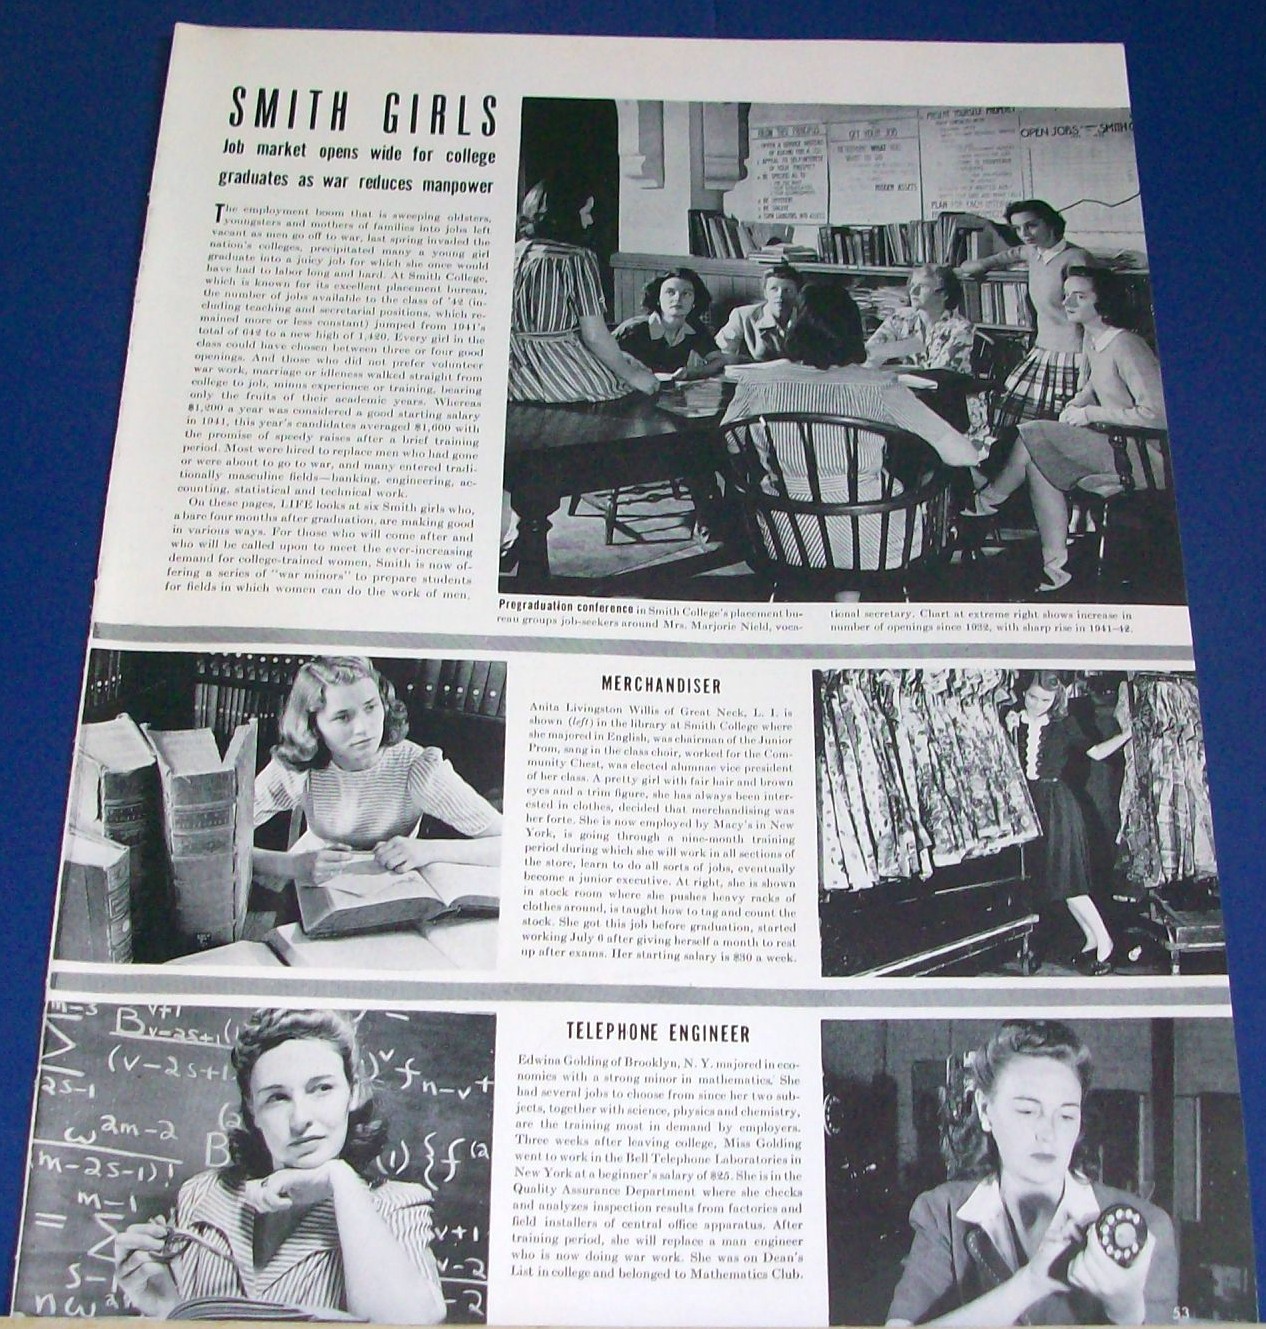 SMITH GIRLS
Job market opens wide for college
graduates as war reduces manpower
The employment boom that is sweeping oldsters,
youngsters and mothers of families into jobs left
vacant as men go off to war, last spring invaded the
nation's colleges, precipitated many a young girl
graduate into a juicy job for which she once would
have had to labor long and hard. At Smith College,
which is known for its excellent placement bureau,
the number of jobs available to the class of '42 (in-
cluding teaching and secretarial positions, which re-
mained more or less constant) jumped from 1941's
total of 642 to a new high of 1,420. Every girl in the
class could have chosen between three or four good
openings. And those who did not prefer volunteer
war work, marriage or idleness walked straight from
college to job, minus experience or training, bearing
only the fruits of their academic years. Whereas
$1,200 a year was considered a good starting salary
in 1941, this year's candidates averaged $1,600 with
the promise of speedy raises after a brief training
period. Most were hired to replace men who had gone
or were about to go to war, and many entered tradi-
tionally masculine fields—banking, engineering, ac-
counting, statistical and technical work.
On these pages, LIFE looks at six Smith girls who,
a bare four months after graduation, are making good
in various ways. For those who will come after and
who will be called upon to meet the ever-increasing
demand for college-trained women, Smith is now of-
fering a series of "war minors" to prepare students
for fields in which women can do the work of men.
GET YOUR JOB
OPEN JOBS - SMITH
Pregraduation conference in Smith College's placement bu-
reau groups job-seekers around Mrs. Marjorie Nield, voca-
tional secretary. Chart at extreme right shows increase in
number of openings since 1932, with sharp rise in 1941-42.
MERCHANDISER
Anita Livingston Willis of Great Neck, L. I. is
shown (left) in the library at Smith College where
she majored in English, was chairman of the Junior
Prom, sang in the class choir, worked for the Com-
munity Chest, was elected alumnae vice president
of her class. A pretty girl with fair hair and brown
eyes and a trim figure, she has always been inter-
ested in clothes, decided that merchandising was
her forte. She is now employed by Macy's in New
York, is going through a nine-month training
period during which she will work in all sections of
the store, learn to do all sorts of jobs, eventually
become a junior executive. At right, she is shown
in stock room where she pushes heavy racks of
clothes around, is taught how to tag and count the
stock. She got this job before graduation, started
working July 6 after giving herself a month to rest
up after exams. Her starting salary is $30 a week.
TELEPHONE ENGINEER
Edwina Golding of Brooklyn, N. Y. majored in eco-
nomics with a strong minor in mathematics. She
had several jobs to choose from since her two sub-
jects, together with science, physics and chemistry,
are the training most in demand by employers.
Three weeks after leaving college, Miss Golding
went to work in the Bell Telephone Laboratories in
New York at a beginner's salary of $25. She is in the
Quality Assurance Department where she checks
and analyzes inspection results from factories and
field installers of central office apparatus. After
training period, she will replace a man engineer
who is now doing war work. She was on Dean's
List in college and belonged to Mathematics Club.
53